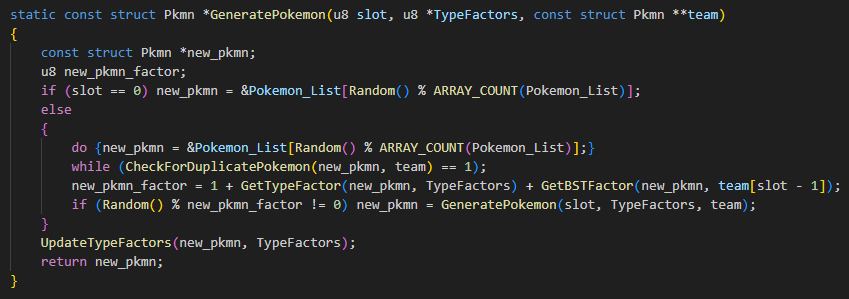 static const struct Pkmn *GeneratePokemon(u8 slot, u8 *TypeFactors, const struct Pkmn **team)
{
    const struct Pkmn *new_pkmn;
    u8 new_pkmn_factor;
    if (slot == 0) new_pkmn = &Pokemon_List[Random() % ARRAY_COUNT(Pokemon_List)];
    else
    {
        do {new_pkmn = &Pokemon_List[Random() % ARRAY_COUNT(Pokemon_List)];}
        while (CheckForDuplicatePokemon(new_pkmn, team) == 1);
        new_pkmn_factor = 1 + GetTypeFactor(new_pkmn, TypeFactors) + GetBSTFactor(new_pkmn, team[slot - 1]);
        if (Random() % new_pkmn_factor != 0) new_pkmn = GeneratePokemon(slot, TypeFactors, team);
    }
    UpdateTypeFactors(new_pkmn, TypeFactors);
    return new_pkmn;
}